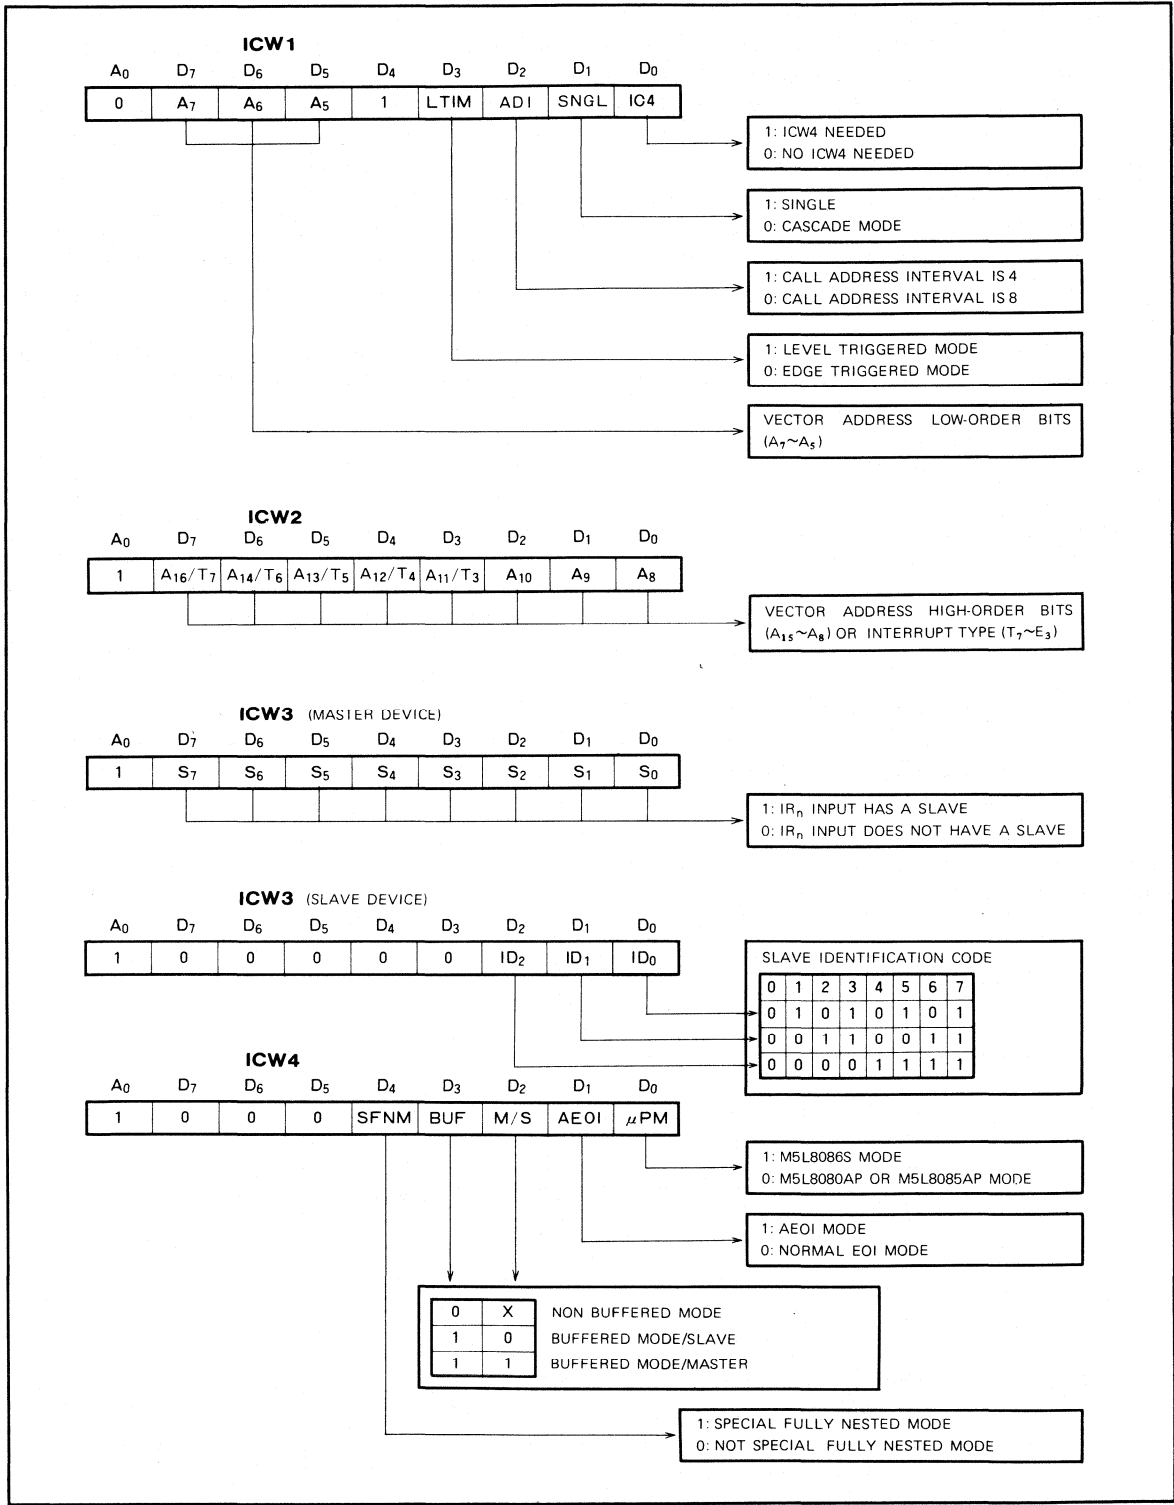 ICW1
A0 D7 D6 D5 D4 D3 D2 D1 D0
0 A7 A6 A5 1 LTIM ADI SNGL IC4
1: ICW4 NEEDED
0: NO ICW4 NEEDED
1: SINGLE
0: CASCADE MODE
1: CALL ADDRESS INTERVAL IS 4
0: CALL ADDRESS INTERVAL IS 8
1: LEVEL TRIGGERED MODE
0: EDGE TRIGGERED MODE
VECTOR ADDRESS LOW-ORDER BITS
(A7~A5)
ICW2
A0 D7 D6 D5 D4 D3 D2 D1 D0
1 A16/T7 A14/T6 A13/T5 A12/T4 A11/T3 A10 A9 A8
VECTOR ADDRESS HIGH-ORDER BITS
(A15~A8) OR INTERRUPT TYPE (T7~E3)
ICW3 (MASTER DEVICE)
A0 D7 D6 D5 D4 D3 D2 D1 D0
1 S7 S6 S5 S4 S3 S2 S1 S0
1: IRn INPUT HAS A SLAVE
0: IRn INPUT DOES NOT HAVE A SLAVE
ICW3 (SLAVE DEVICE)
A0 D7 D6 D5 D4 D3 D2 D1 D0
1 0 0 0 0 0 ID2 ID1 ID0
SLAVE IDENTIFICATION CODE
0 1 2 3 4 5 6 7
0 1 0 1 0 1 0 1
0 0 1 1 0 0 1 1
0 0 0 0 1 1 1 1
ICW4
A0 D7 D6 D5 D4 D3 D2 D1 D0
1 0 0 0 SFNM BUF M/S AEOI μPM
1: M5L8086S MODE
0: M5L8080AP OR M5L8085AP MODE
1: AEOI MODE
0: NORMAL EOI MODE
0 X NON BUFFERED MODE
1 0 BUFFERED MODE/SLAVE
1 1 BUFFERED MODE/MASTER
1: SPECIAL FULLY NESTED MODE
0: NOT SPECIAL FULLY NESTED MODE